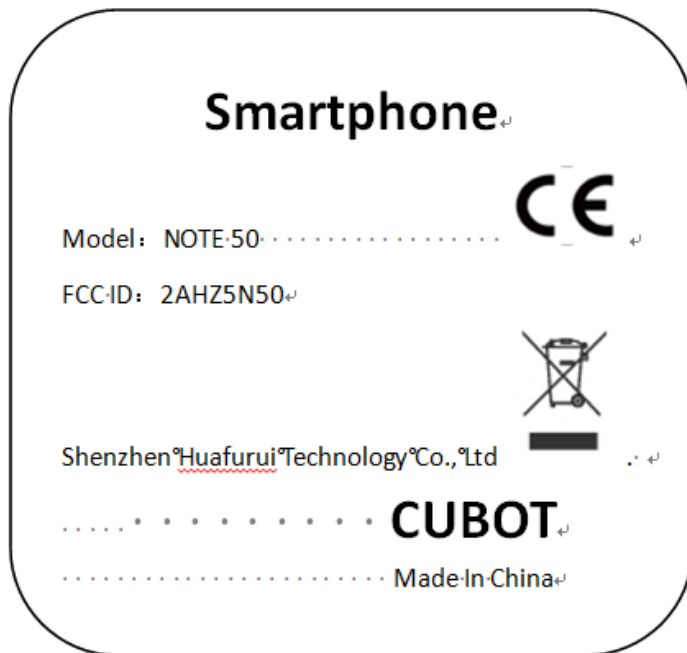 Smartphone
Model：NOTE 50
CE
FCC ID：2AHZ5N50
Shenzhen Huafurui Technology Co., Ltd .
CUBOT
Made In China